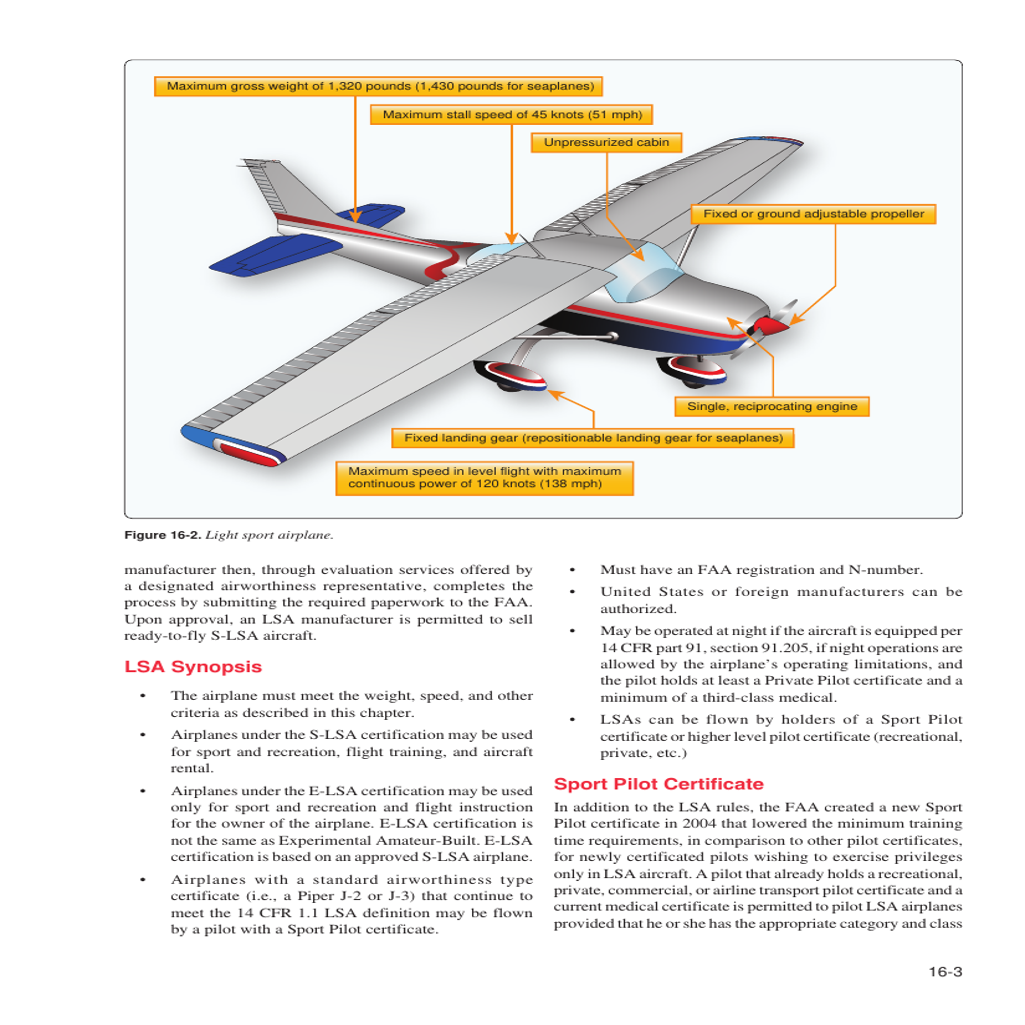 Maximum gross weight of 1,320 pounds (1,430 pounds for seaplanes)
Maximum stall speed of 45 knots (51 mph)
Unpressurized cabin
Fixed or ground adjustable propeller
Single, reciprocating engine
Fixed landing gear (repositionable landing gear for seaplanes)
Maximum speed in level flight with maximum
continuous power of 120 knots (138 mph)
Figure 16-2. Light sport airplane.
manufacturer then, through evaluation services offered by
a designated airworthiness representative, completes the
process by submitting the required paperwork to the FAA.
Upon approval, an LSA manufacturer is permitted to sell
ready-to-fly S-LSA aircraft.
LSA Synopsis
• The airplane must meet the weight, speed, and other
criteria as described in this chapter.
• Airplanes under the S-LSA certification may be used
for sport and recreation, flight training, and aircraft
rental.
• Airplanes under the E-LSA certification may be used
only for sport and recreation and flight instruction
for the owner of the airplane. E-LSA certification is
not the same as Experimental Amateur-Built. E-LSA
certification is based on an approved S-LSA airplane.
• Airplanes with a standard airworthiness type
certificate (i.e., a Piper J-2 or J-3) that continue to
meet the 14 CFR 1.1 LSA definition may be flown
by a pilot with a Sport Pilot certificate.
• Must have an FAA registration and N-number.
• United States or foreign manufacturers can be
authorized.
• May be operated at night if the aircraft is equipped per
14 CFR part 91, section 91.205, if night operations are
allowed by the airplane's operating limitations, and
the pilot holds at least a Private Pilot certificate and a
minimum of a third-class medical.
• LSAs can be flown by holders of a Sport Pilot
certificate or higher level pilot certificate (recreational,
private, etc.)
Sport Pilot Certificate
In addition to the LSA rules, the FAA created a new Sport
Pilot certificate in 2004 that lowered the minimum training
time requirements, in comparison to other pilot certificates,
for newly certificated pilots wishing to exercise privileges
only in LSA aircraft. A pilot that already holds a recreational,
private, commercial, or airline transport pilot certificate and a
current medical certificate is permitted to pilot LSA airplanes
provided that he or she has the appropriate category and class
16-3